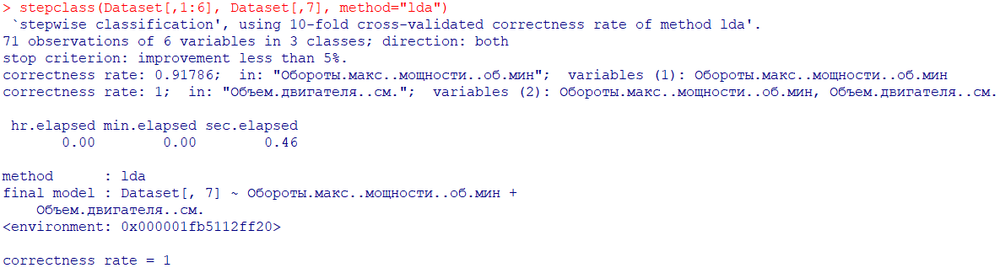 > stepclass(Dataset[,1:6], Dataset[,7], method="lda")
 `stepwise classification', using 10-fold cross-validated correctness rate of method lda'.
71 observations of 6 variables in 3 classes; direction: both
stop criterion: improvement less than 5%.
correctness rate: 0.91786;  in: "Обороты.макс..мощности..об.мин";  variables (1): Обороты.макс..мощности..об.мин
correctness rate: 1;  in: "Объем.двигателя..см.";  variables (2): Обороты.макс..мощности..об.мин, Объем.двигателя..см.

 hr.elapsed min.elapsed sec.elapsed
       0.00        0.00        0.46

method      : lda
final model : Dataset[, 7] ~ Обороты.макс..мощности..об.мин +
    Объем.двигателя..см.
<environment: 0x000001fb5112ff20>

correctness rate = 1